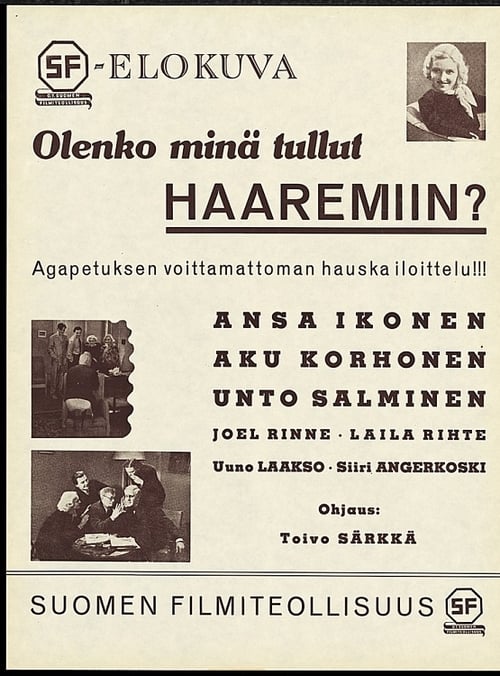 SF-ELOKUVA
O.Y. SUOMEN
FILMITEOLLISUUS
Olenko minä tullut
HAAREMIIN?
Agapetuksen voittamattoman hauska iloittelu!!!
ANSA IKONEN
AKU KORHONEN
UNTO SALMINEN
JOEL RINNE · LAILA RIHTE
Uuno LAAKSO · Siiri ANGERKOSKI
Ohjaus:
Toivo SÄRKKÄ
SUOMEN FILMITEOLLISUUS SF
O.Y. SUOMEN
FILMITEOLLISUUS